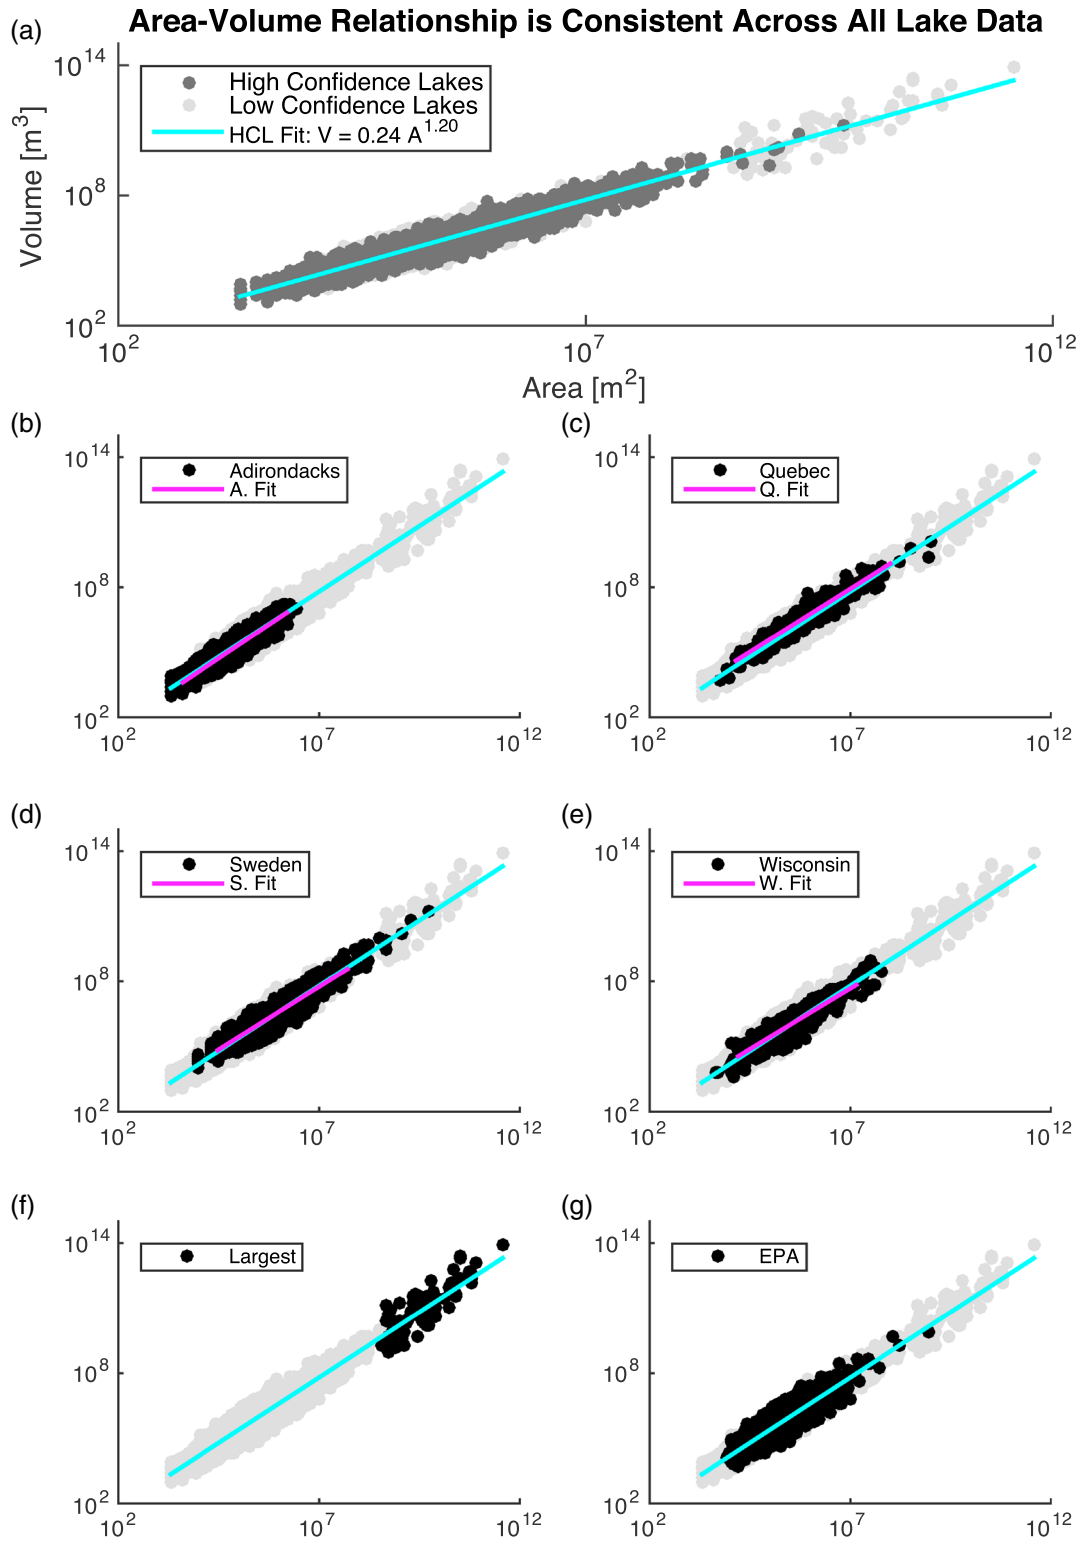 (a)
Area-Volume Relationship is Consistent Across All Lake Data
10^14
High Confidence Lakes
Low Confidence Lakes
HCL Fit: V = 0.24 A^1.20
Volume [m^3]
10^8
10^2
10^2 10^7 10^12
Area [m^2]
(b)
10^14
Adirondacks
A. Fit
10^8
10^2
10^2 10^7 10^12
(c)
10^14
Quebec
Q. Fit
10^8
10^2
10^2 10^7 10^12
(d)
10^14
Sweden
S. Fit
10^8
10^2
10^2 10^7 10^12
(e)
10^14
Wisconsin
W. Fit
10^8
10^2
10^2 10^7 10^12
(f)
10^14
Largest
10^8
10^2
10^2 10^7 10^12
(g)
10^14
EPA
10^8
10^2
10^2 10^7 10^12